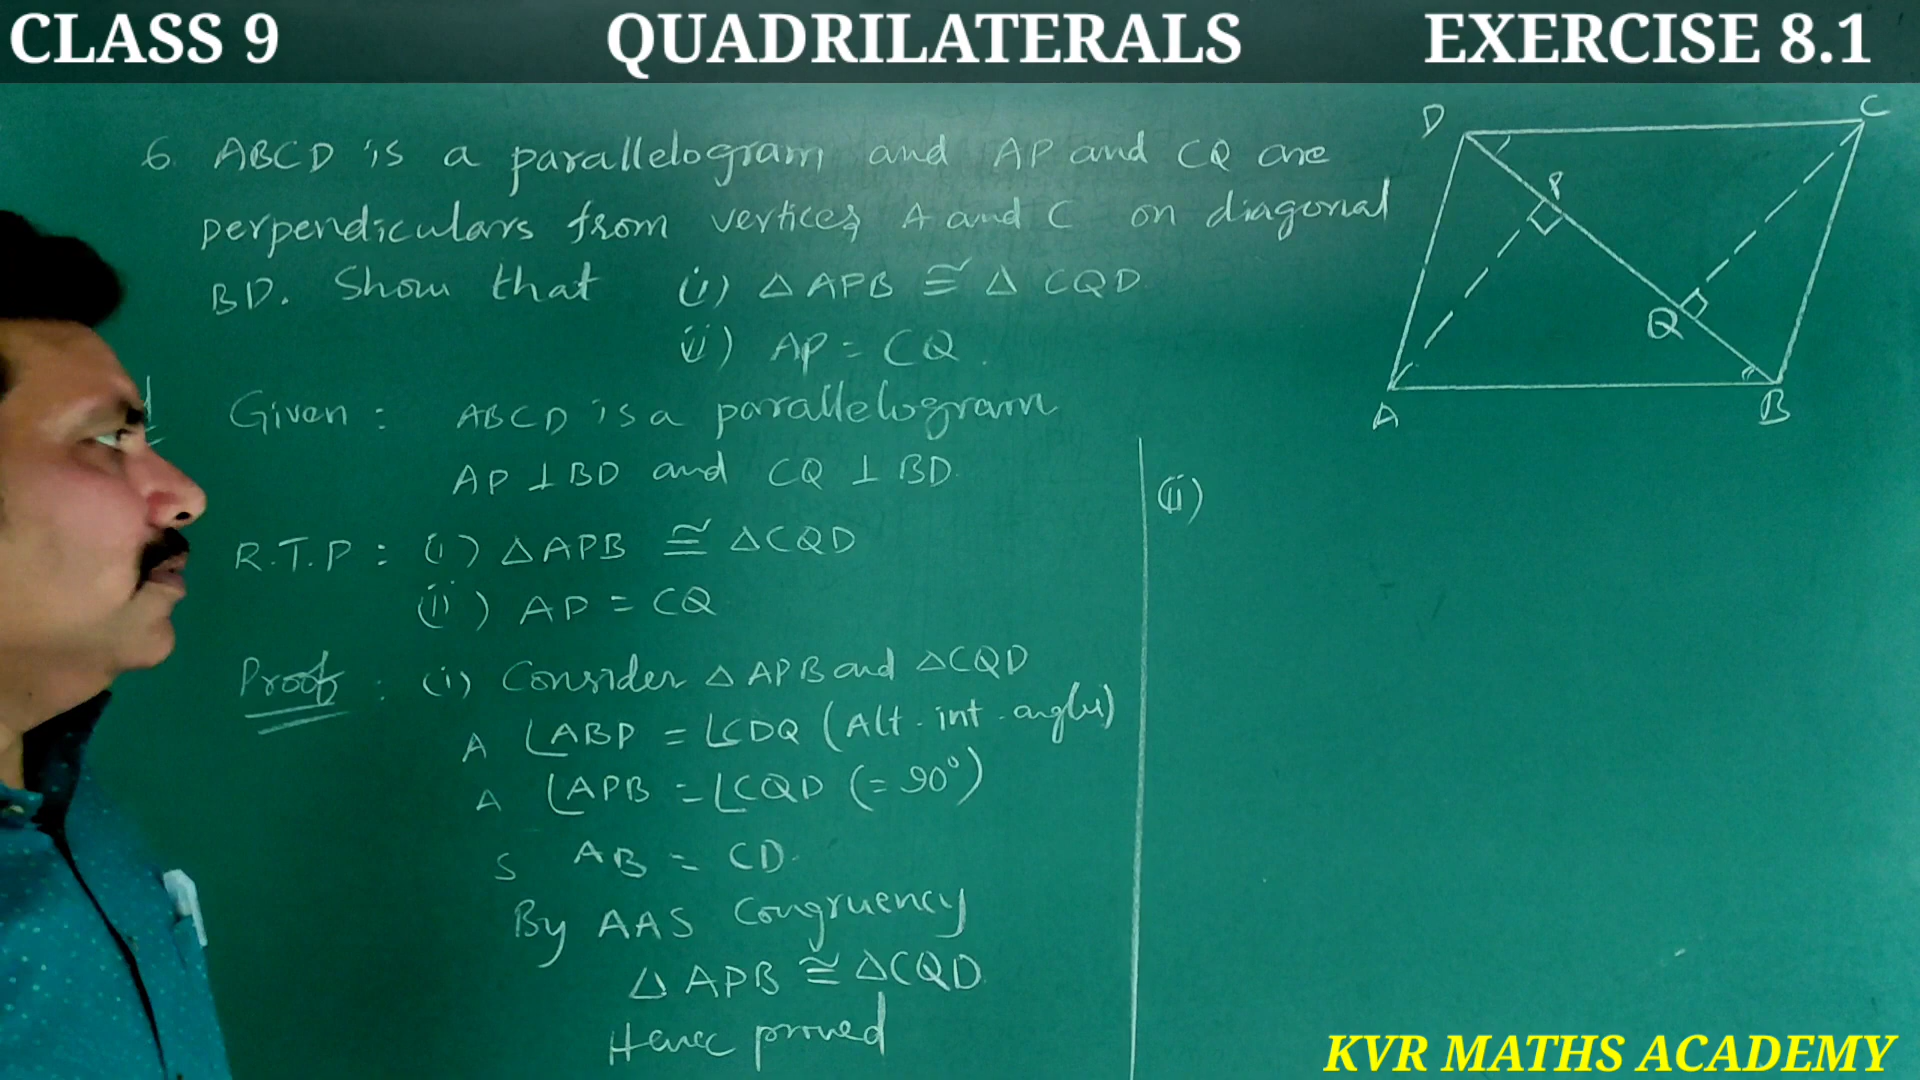 CLASS 9 QUADRILATERALS EXERCISE 8.1
6 ABCD is a parallelogram and AP and CQ are
perpendiculars from vertices A and C on diagonal
BD. Show that (i) △APB ≅ △CQD.
(ii) AP = CQ.
Given : ABCD is a parallelogram
AP ⊥ BD and CQ ⊥ BD.
R.T.P : (i) △APB ≅ △CQD
(ii) AP = CQ
Proof : (i) Consider △APB and △CQD
A ∠ABP = ∠CDQ (Alt. int. angles)
A ∠APB = ∠CQD (= 90°)
S AB = CD.
By AAS Congruency
△APB ≅ △CQD.
Hence proved
D C
P
Q
A B
(ii)
KVR MATHS ACADEMY